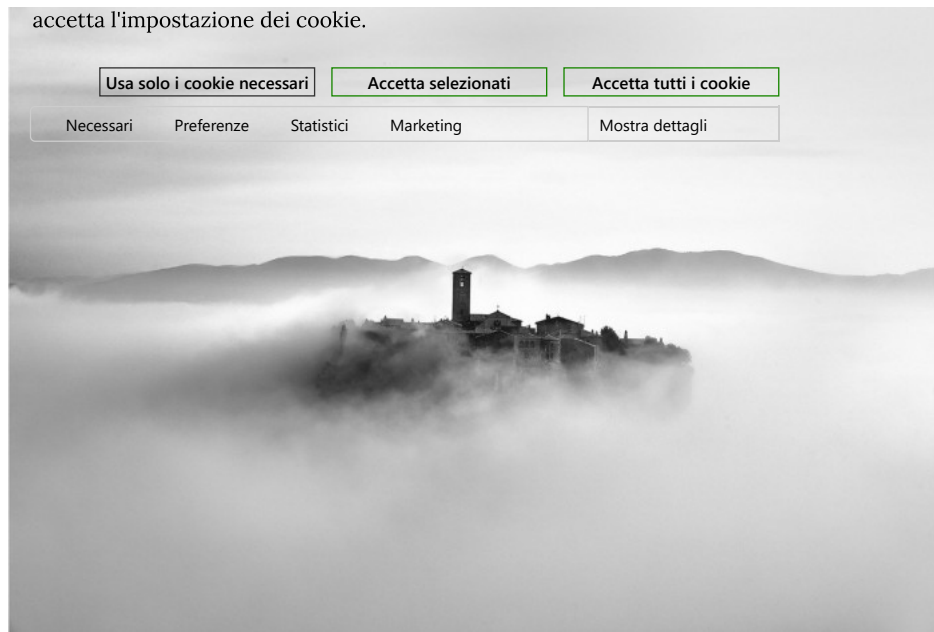 accetta l'impostazione dei cookie.
Usa solo i cookie necessari Accetta selezionati Accetta tutti i cookie
Necessari Preferenze Statistici Marketing Mostra dettagli